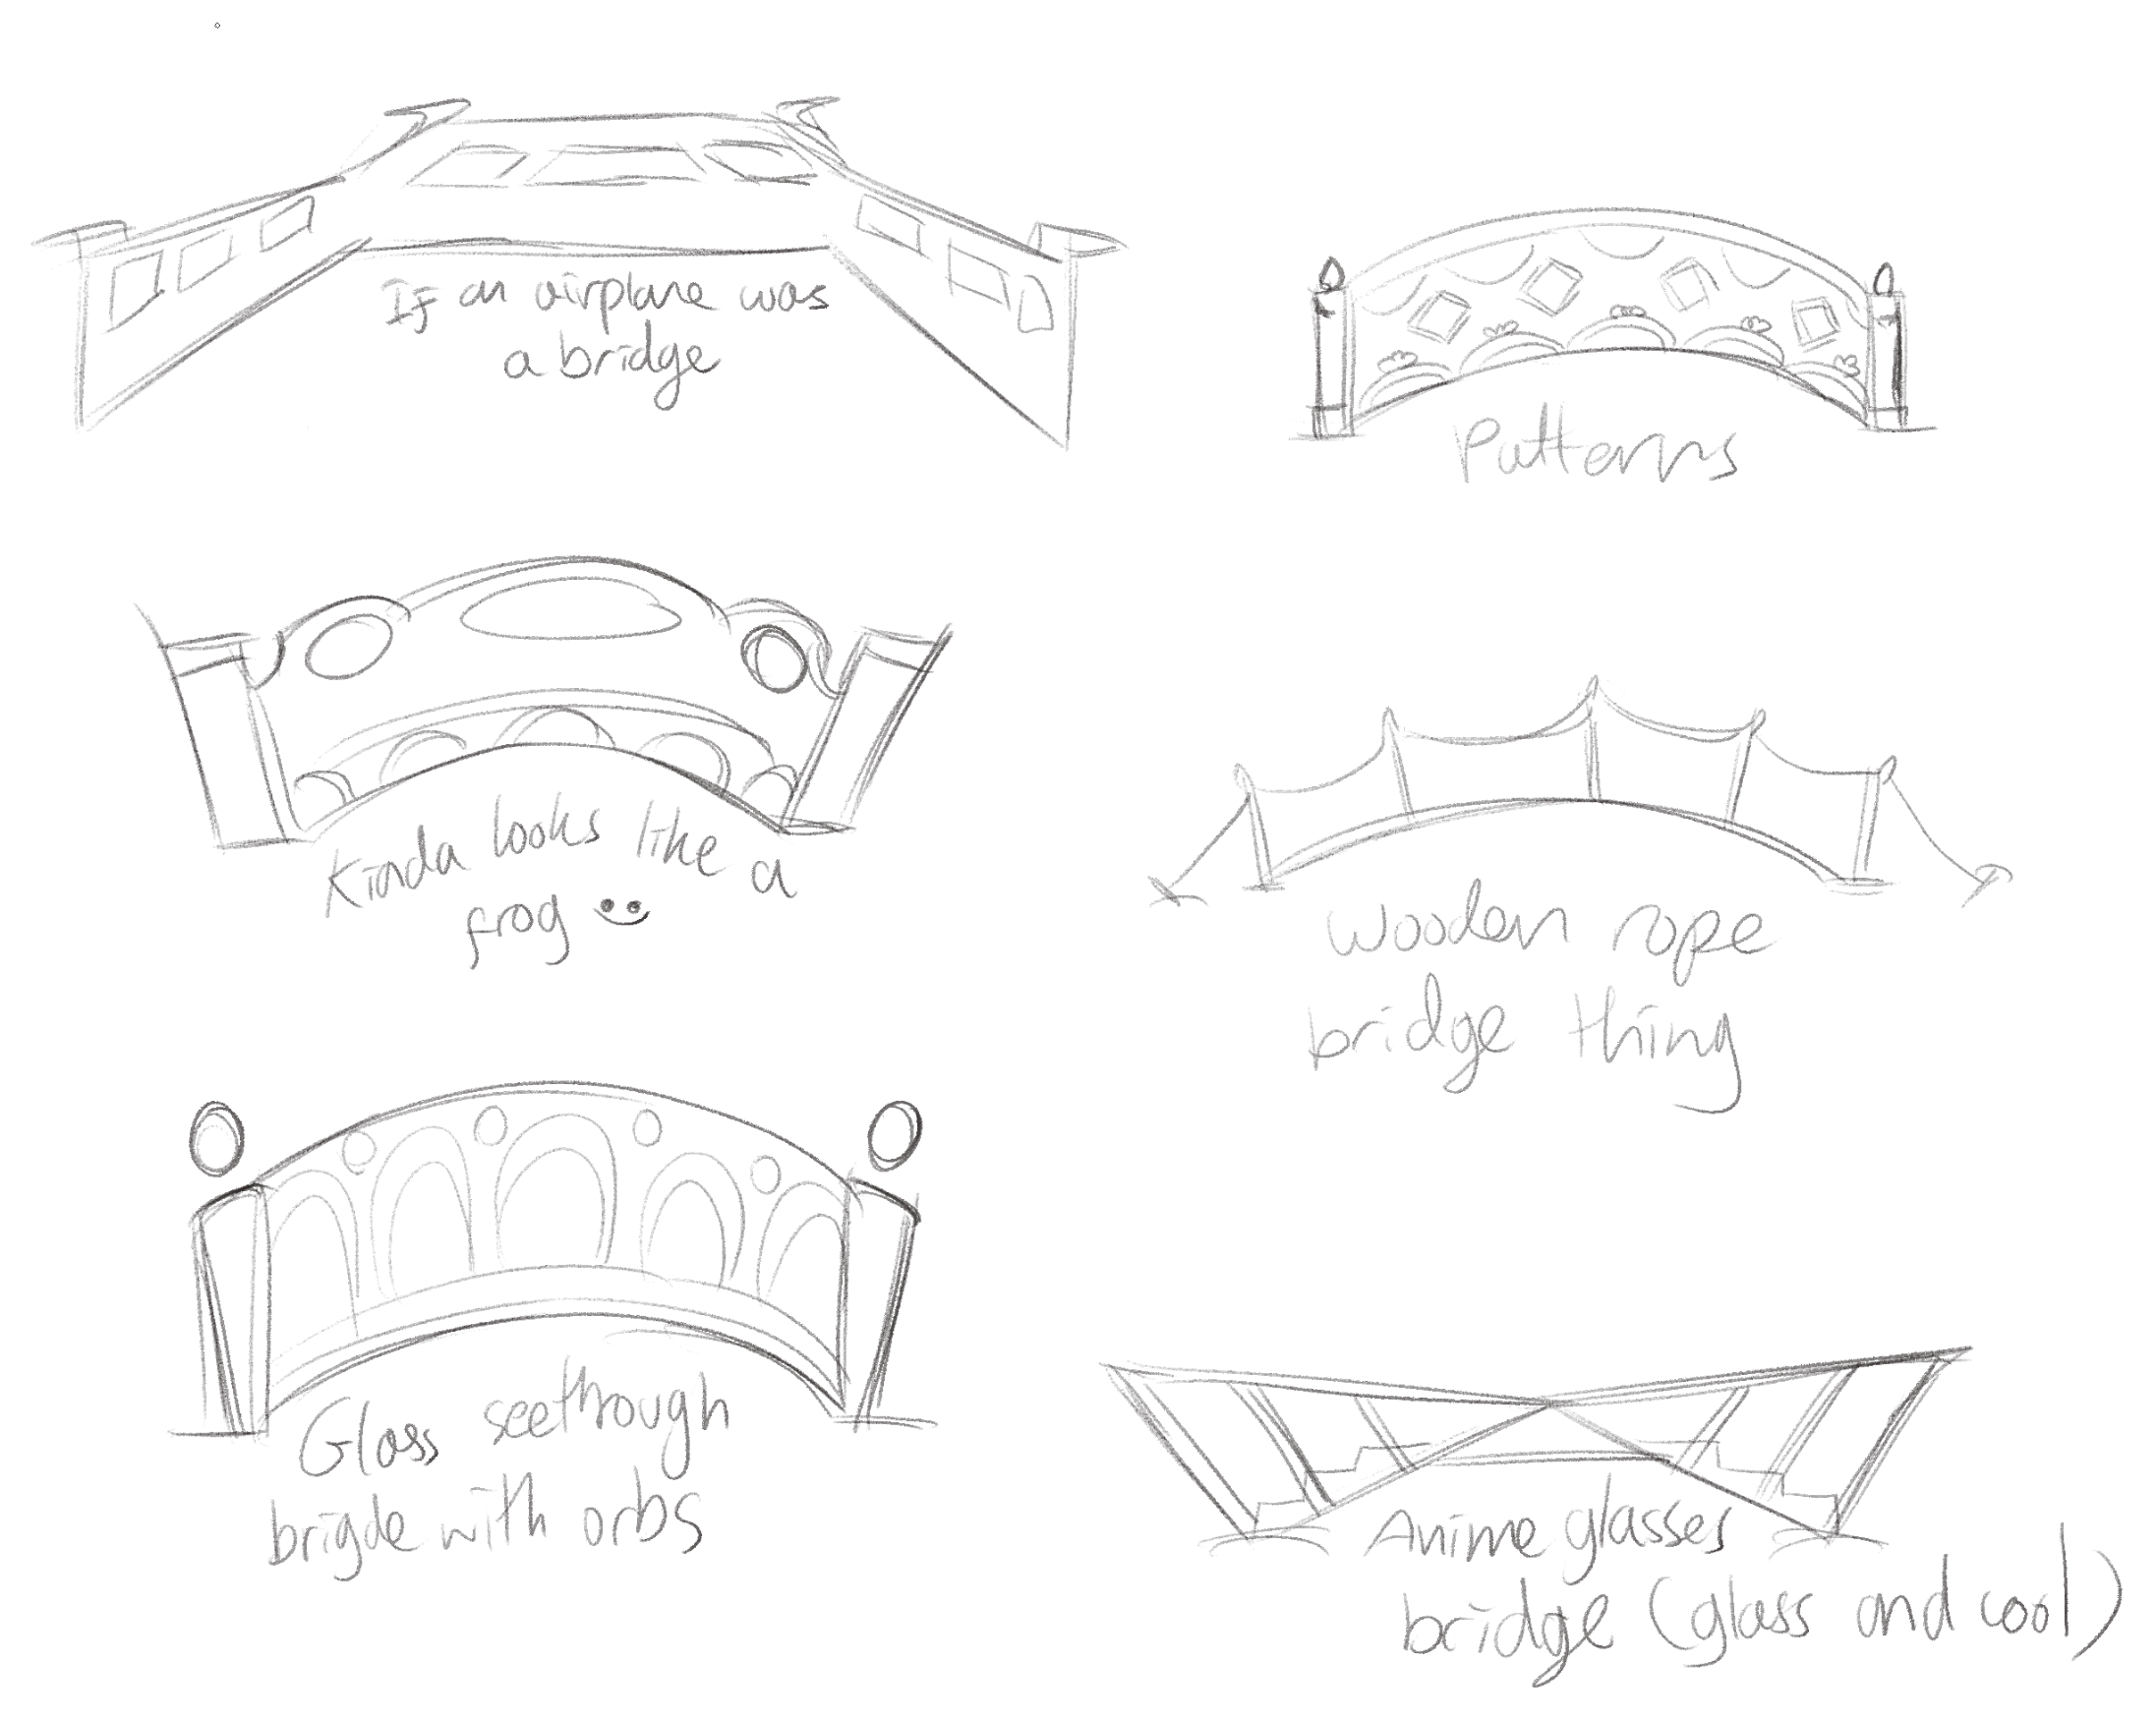 If an airplane was
a bridge
Patterns
Kinda looks like a
frog
Wooden rope
bridge thing
Glass seethrough
brigde with orbs
Anime glasses
bridge (glass and cool)